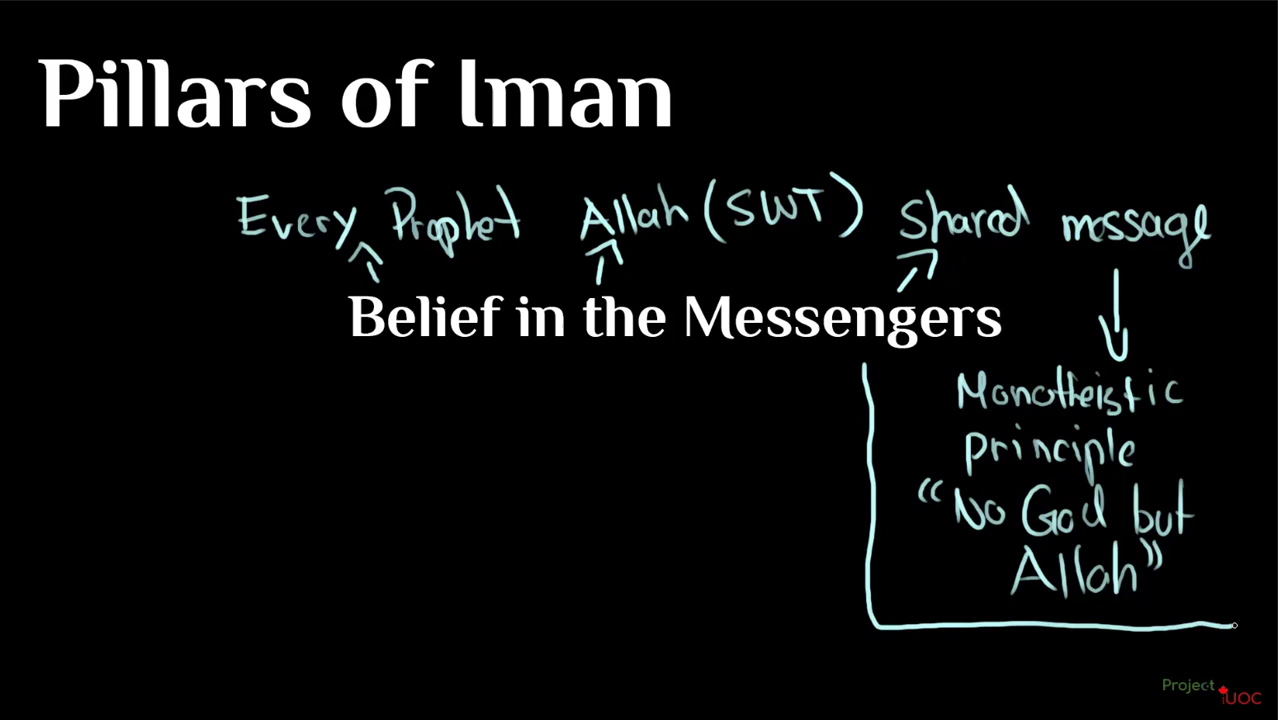 Pillars of Iman
Every Prophet Allah (SWT) Shared message
Belief in the Messengers
Monotheistic
principle
"No God but
Allah"
Project
iUOC